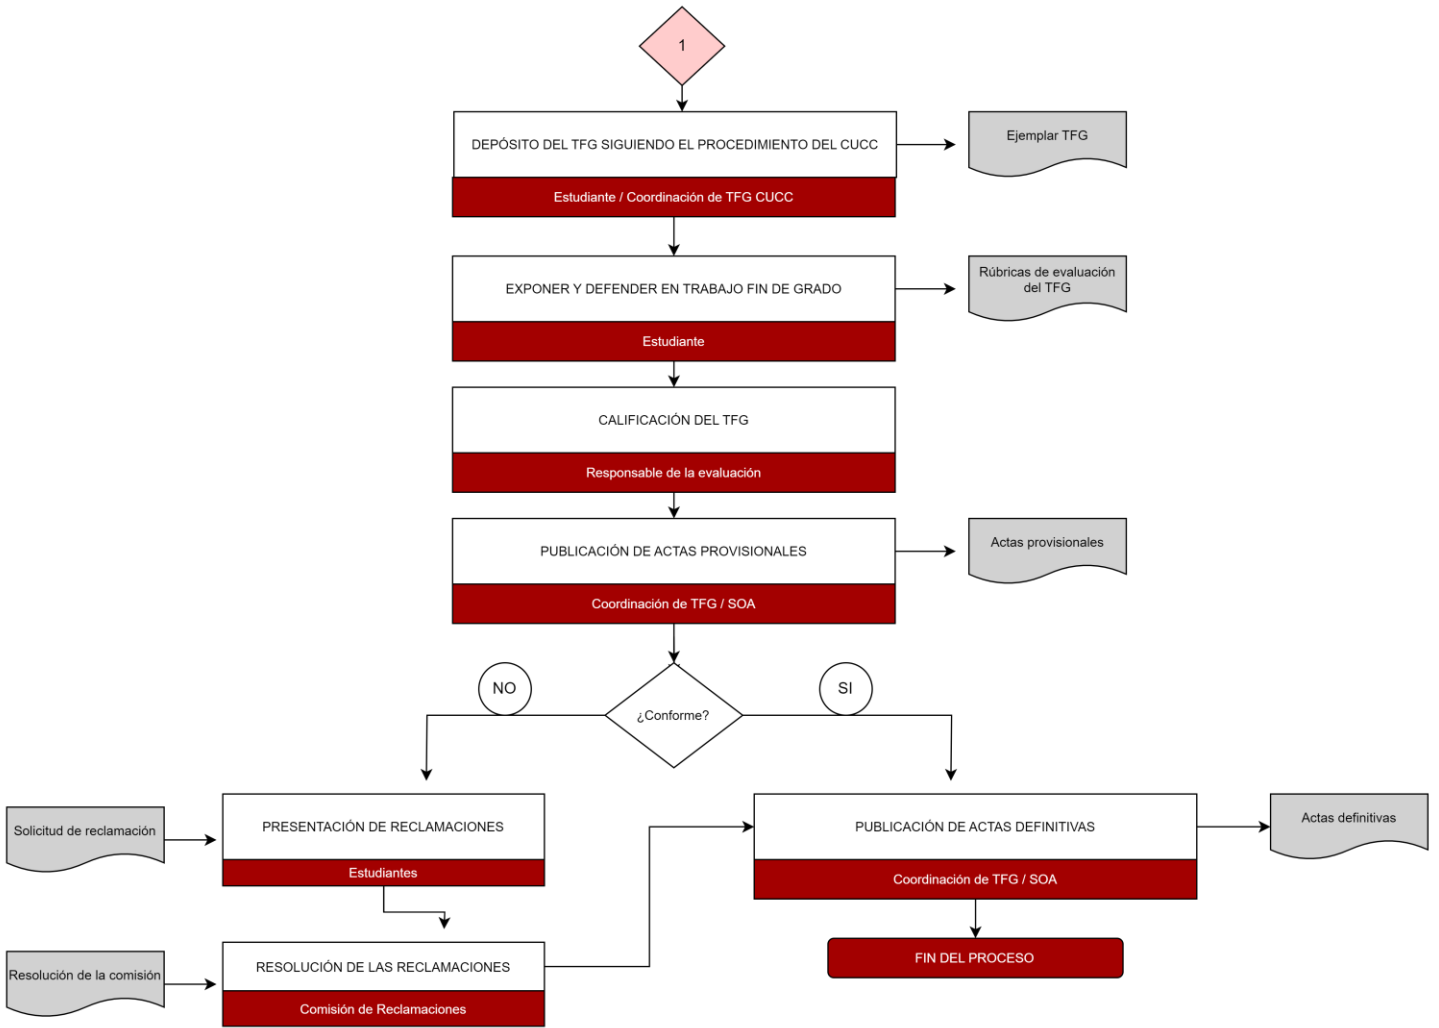 1
DEPÓSITO DEL TFG SIGUIENDO EL PROCEDIMIENTO DEL CUCC
Estudiante / Coordinación de TFG CUCC
Ejemplar TFG
EXPONER Y DEFENDER EN TRABAJO FIN DE GRADO
Estudiante
Rúbricas de evaluación
del TFG
CALIFICACIÓN DEL TFG
Responsable de la evaluación
PUBLICACIÓN DE ACTAS PROVISIONALES
Coordinación de TFG / SOA
Actas provisionales
NO
¿Conforme?
SI
Solicitud de reclamación
PRESENTACIÓN DE RECLAMACIONES
Estudiantes
PUBLICACIÓN DE ACTAS DEFINITIVAS
Coordinación de TFG / SOA
Actas definitivas
Resolución de la comisión
RESOLUCIÓN DE LAS RECLAMACIONES
Comisión de Reclamaciones
FIN DEL PROCESO